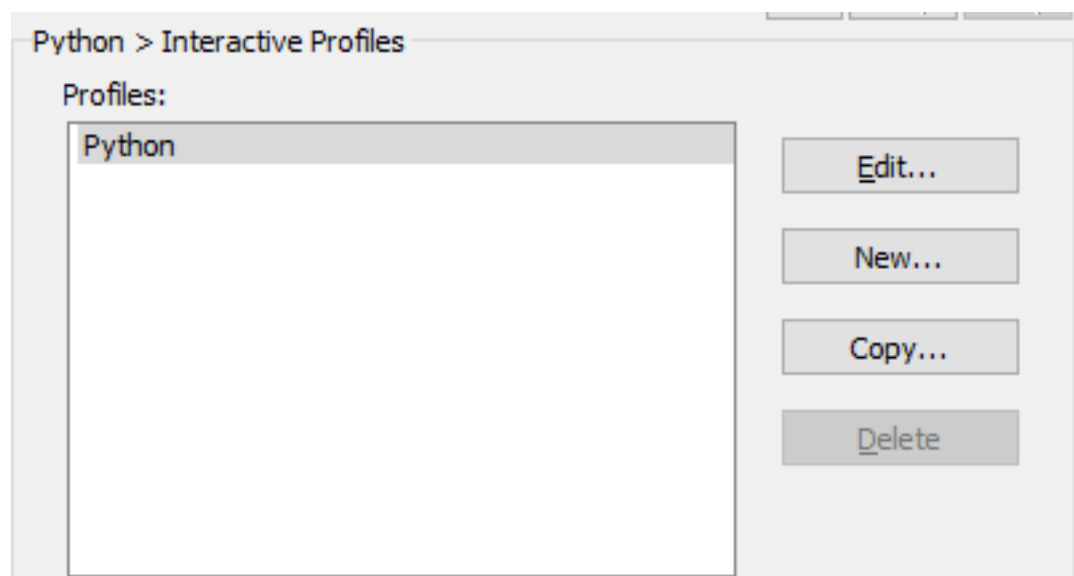 Python > Interactive Profiles
Profiles:
Python
Edit...
New...
Copy...
Delete